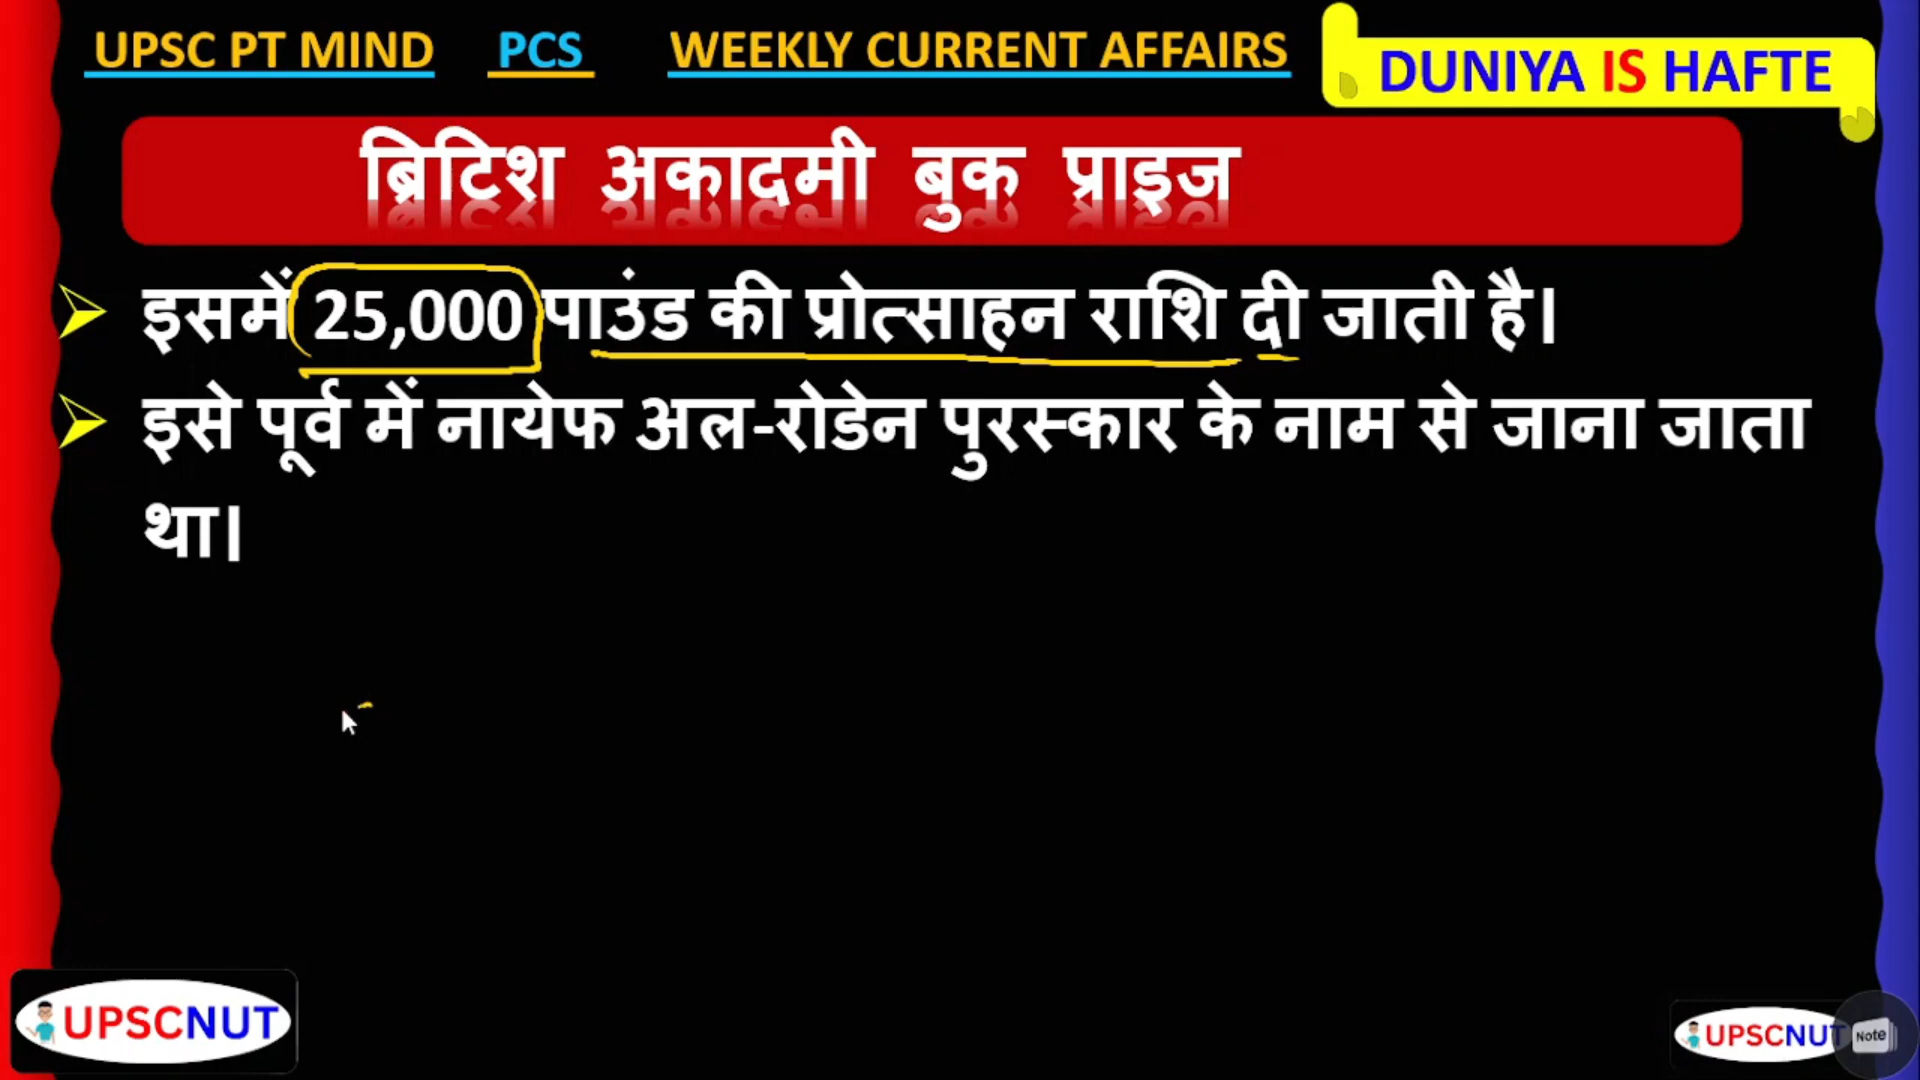 UPSC PT MIND PCS WEEKLY CURRENT AFFAIRS DUNIYA IS HAFTE
ब्रिटिश अकादमी बुक प्राइज
इसमें 25,000 पाउंड की प्रोत्साहन राशि दी जाती है।
इसे पूर्व में नायेफ अल-रोडेन पुरस्कार के नाम से जाना जाता
था।
UPSCNUT
UPSCNUT Note